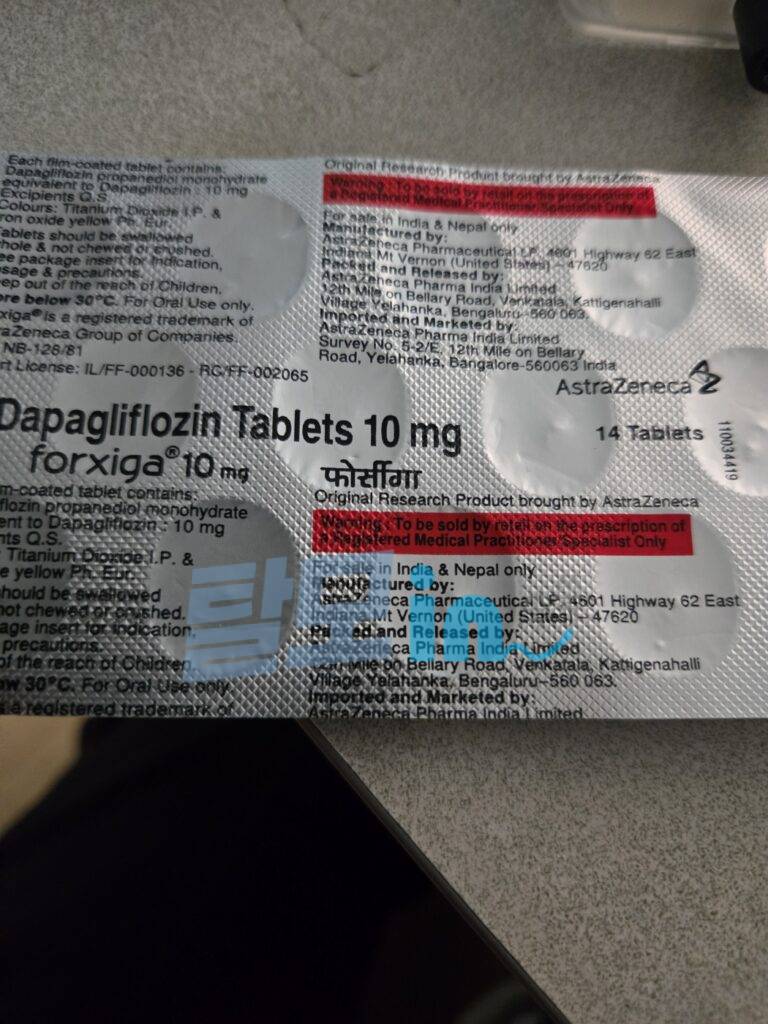 Each film-coated tablet contains:
Dapagliflozin propanediol monohydrate
equivalent to Dapagliflozin : 10 mg
Excipients Q.S.
Colours: Titanium Dioxide I.P. &
ron oxide yellow Ph. Eur.
ablets should be swallowed
hole & not chewed or crushed.
ee package insert for Indication,
sage & precautions.
eep out of the reach of Children.
ore below 30°C. For Oral Use only.
xiga® is a registered trademark of
raZeneca Group of Companies.
NB-128/81
rt License: IL/FF-000136 - RC/FF-002065
Original Research Product brought by AstraZeneca
Warning : To be sold by retail on the prescription of
a Registered Medical Practitioner/Specialist Only
For sale in India & Nepal only
Manufactured by:
AstraZeneca Pharmaceutical LP, 4601 Highway 62 East
Indiana Mt Vernon (United States) – 47620
Packed and Released by:
AstraZeneca Pharma India Limited
12th Mile on Bellary Road, Venkatala, Kattigenahalli
Village Yelahanka, Bengaluru-560 063.
Imported and Marketed by:
AstraZeneca Pharma India Limited
Survey No. 5-2/E, 12th Mile on Bellary
Road, Yelahanka, Bangalore-560063 India
AstraZeneca
Dapagliflozin Tablets 10 mg
14 Tablets
110034419
forxiga® 10 mg
फोर्सीगा
m-coated tablet contains:
flozin propanediol monohydrate
ent to Dapagliflozin : 10 mg
nts Q.S.
Titanium Dioxide I.P. &
e yellow Ph. Eur.
hould be swallowed
not chewed or crushed.
age insert for Indication,
precautions.
of the reach of Children.
ow 30°C. For Oral Use only
s a registered trademark of
Original Research Product brought by AstraZeneca
Warning : To be sold by retail on the prescription of
a Registered Medical Practitioner/Specialist Only
For sale in India & Nepal only
Manufactured by:
AstraZeneca Pharmaceutical LP, 4601 Highway 62 East
Indiana Mt Vernon (United States) – 47620
Packed and Released by:
AstraZeneca Pharma India Limited
12th Mile on Bellary Road, Venkatala, Kattigenahalli
Village Yelahanka, Bengaluru-560 063.
Imported and Marketed by:
AstraZeneca Pharma India Limited